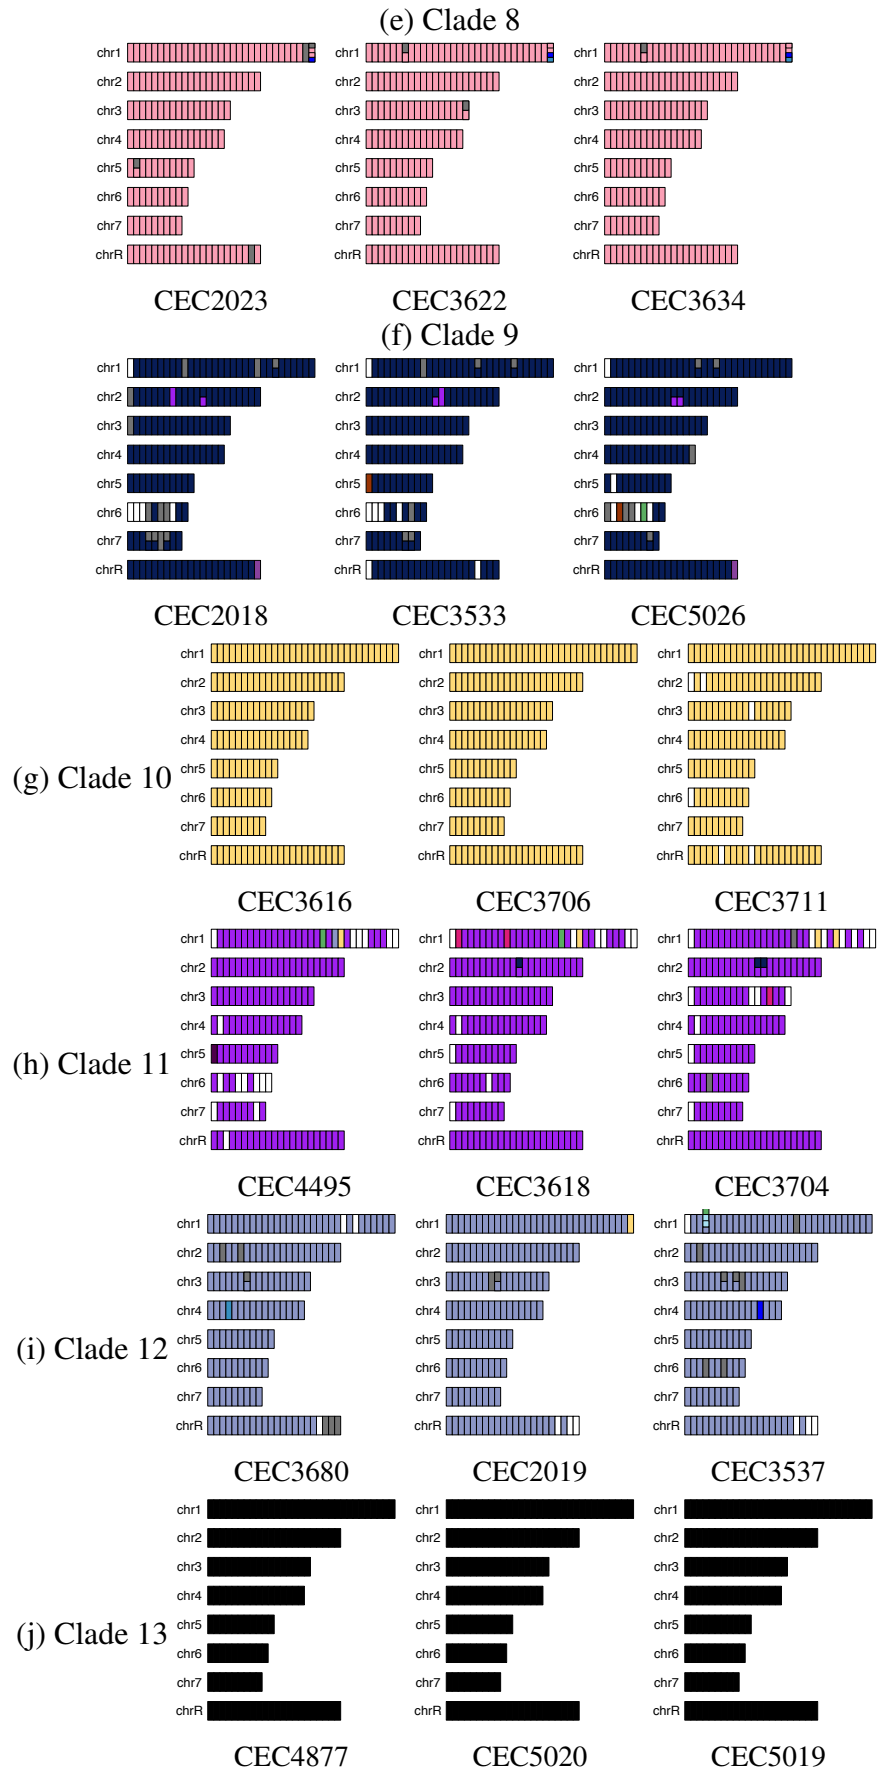 (e) Clade 8
chr1 chr1 chr1
chr2 chr2 chr2
chr3 chr3 chr3
chr4 chr4 chr4
chr5 chr5 chr5
chr6 chr6 chr6
chr7 chr7 chr7
chrR chrR chrR
CEC2023 CEC3622 CEC3634
(f) Clade 9
chr1 chr1 chr1
chr2 chr2 chr2
chr3 chr3 chr3
chr4 chr4 chr4
chr5 chr5 chr5
chr6 chr6 chr6
chr7 chr7 chr7
chrR chrR chrR
CEC2018 CEC3533 CEC5026
chr1 chr1 chr1
chr2 chr2 chr2
chr3 chr3 chr3
chr4 chr4 chr4
(g) Clade 10
chr5 chr5 chr5
chr6 chr6 chr6
chr7 chr7 chr7
chrR chrR chrR
CEC3616 CEC3706 CEC3711
chr1 chr1 chr1
chr2 chr2 chr2
chr3 chr3 chr3
chr4 chr4 chr4
(h) Clade 11
chr5 chr5 chr5
chr6 chr6 chr6
chr7 chr7 chr7
chrR chrR chrR
CEC4495 CEC3618 CEC3704
chr1 chr1 chr1
chr2 chr2 chr2
chr3 chr3 chr3
chr4 chr4 chr4
(i) Clade 12
chr5 chr5 chr5
chr6 chr6 chr6
chr7 chr7 chr7
chrR chrR chrR
CEC3680 CEC2019 CEC3537
chr1 chr1 chr1
chr2 chr2 chr2
chr3 chr3 chr3
chr4 chr4 chr4
(j) Clade 13
chr5 chr5 chr5
chr6 chr6 chr6
chr7 chr7 chr7
chrR chrR chrR
CEC4877 CEC5020 CEC5019